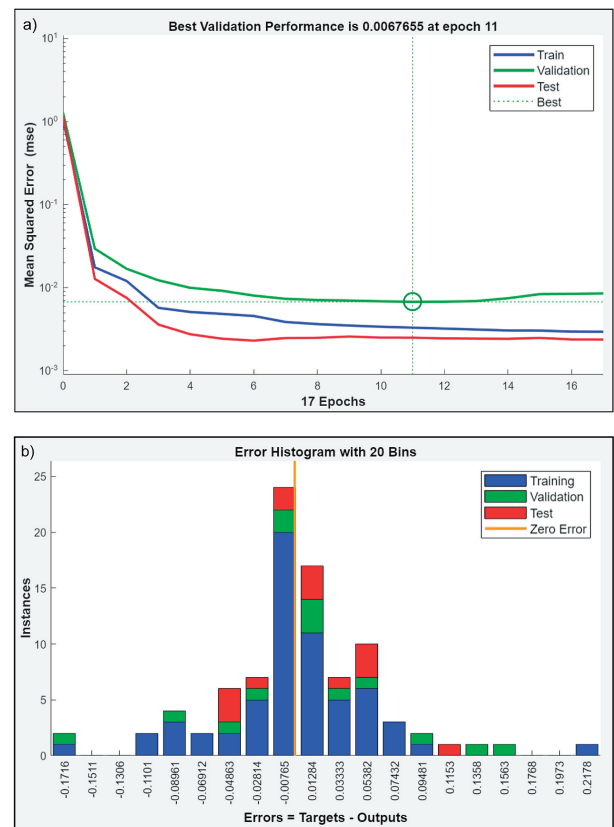 a)
Best Validation Performance is 0.0067655 at epoch 11
Train
Validation
Test
Best
Mean Squared Error (mse)
10^1
10^0
10^-1
10^-2
10^-3
0 2 4 6 8 10 12 14 16
17 Epochs
b)
Error Histogram with 20 Bins
Training
Validation
Test
Zero Error
Instances
25
20
15
10
5
0
-0.1716 -0.1511 -0.1306 -0.1101 -0.08961 -0.06912 -0.04863 -0.02814 -0.00765 0.01284 0.03333 0.05382 0.07432 0.09481 0.1153 0.1358 0.1563 0.1768 0.1973 0.2178
Errors = Targets - Outputs